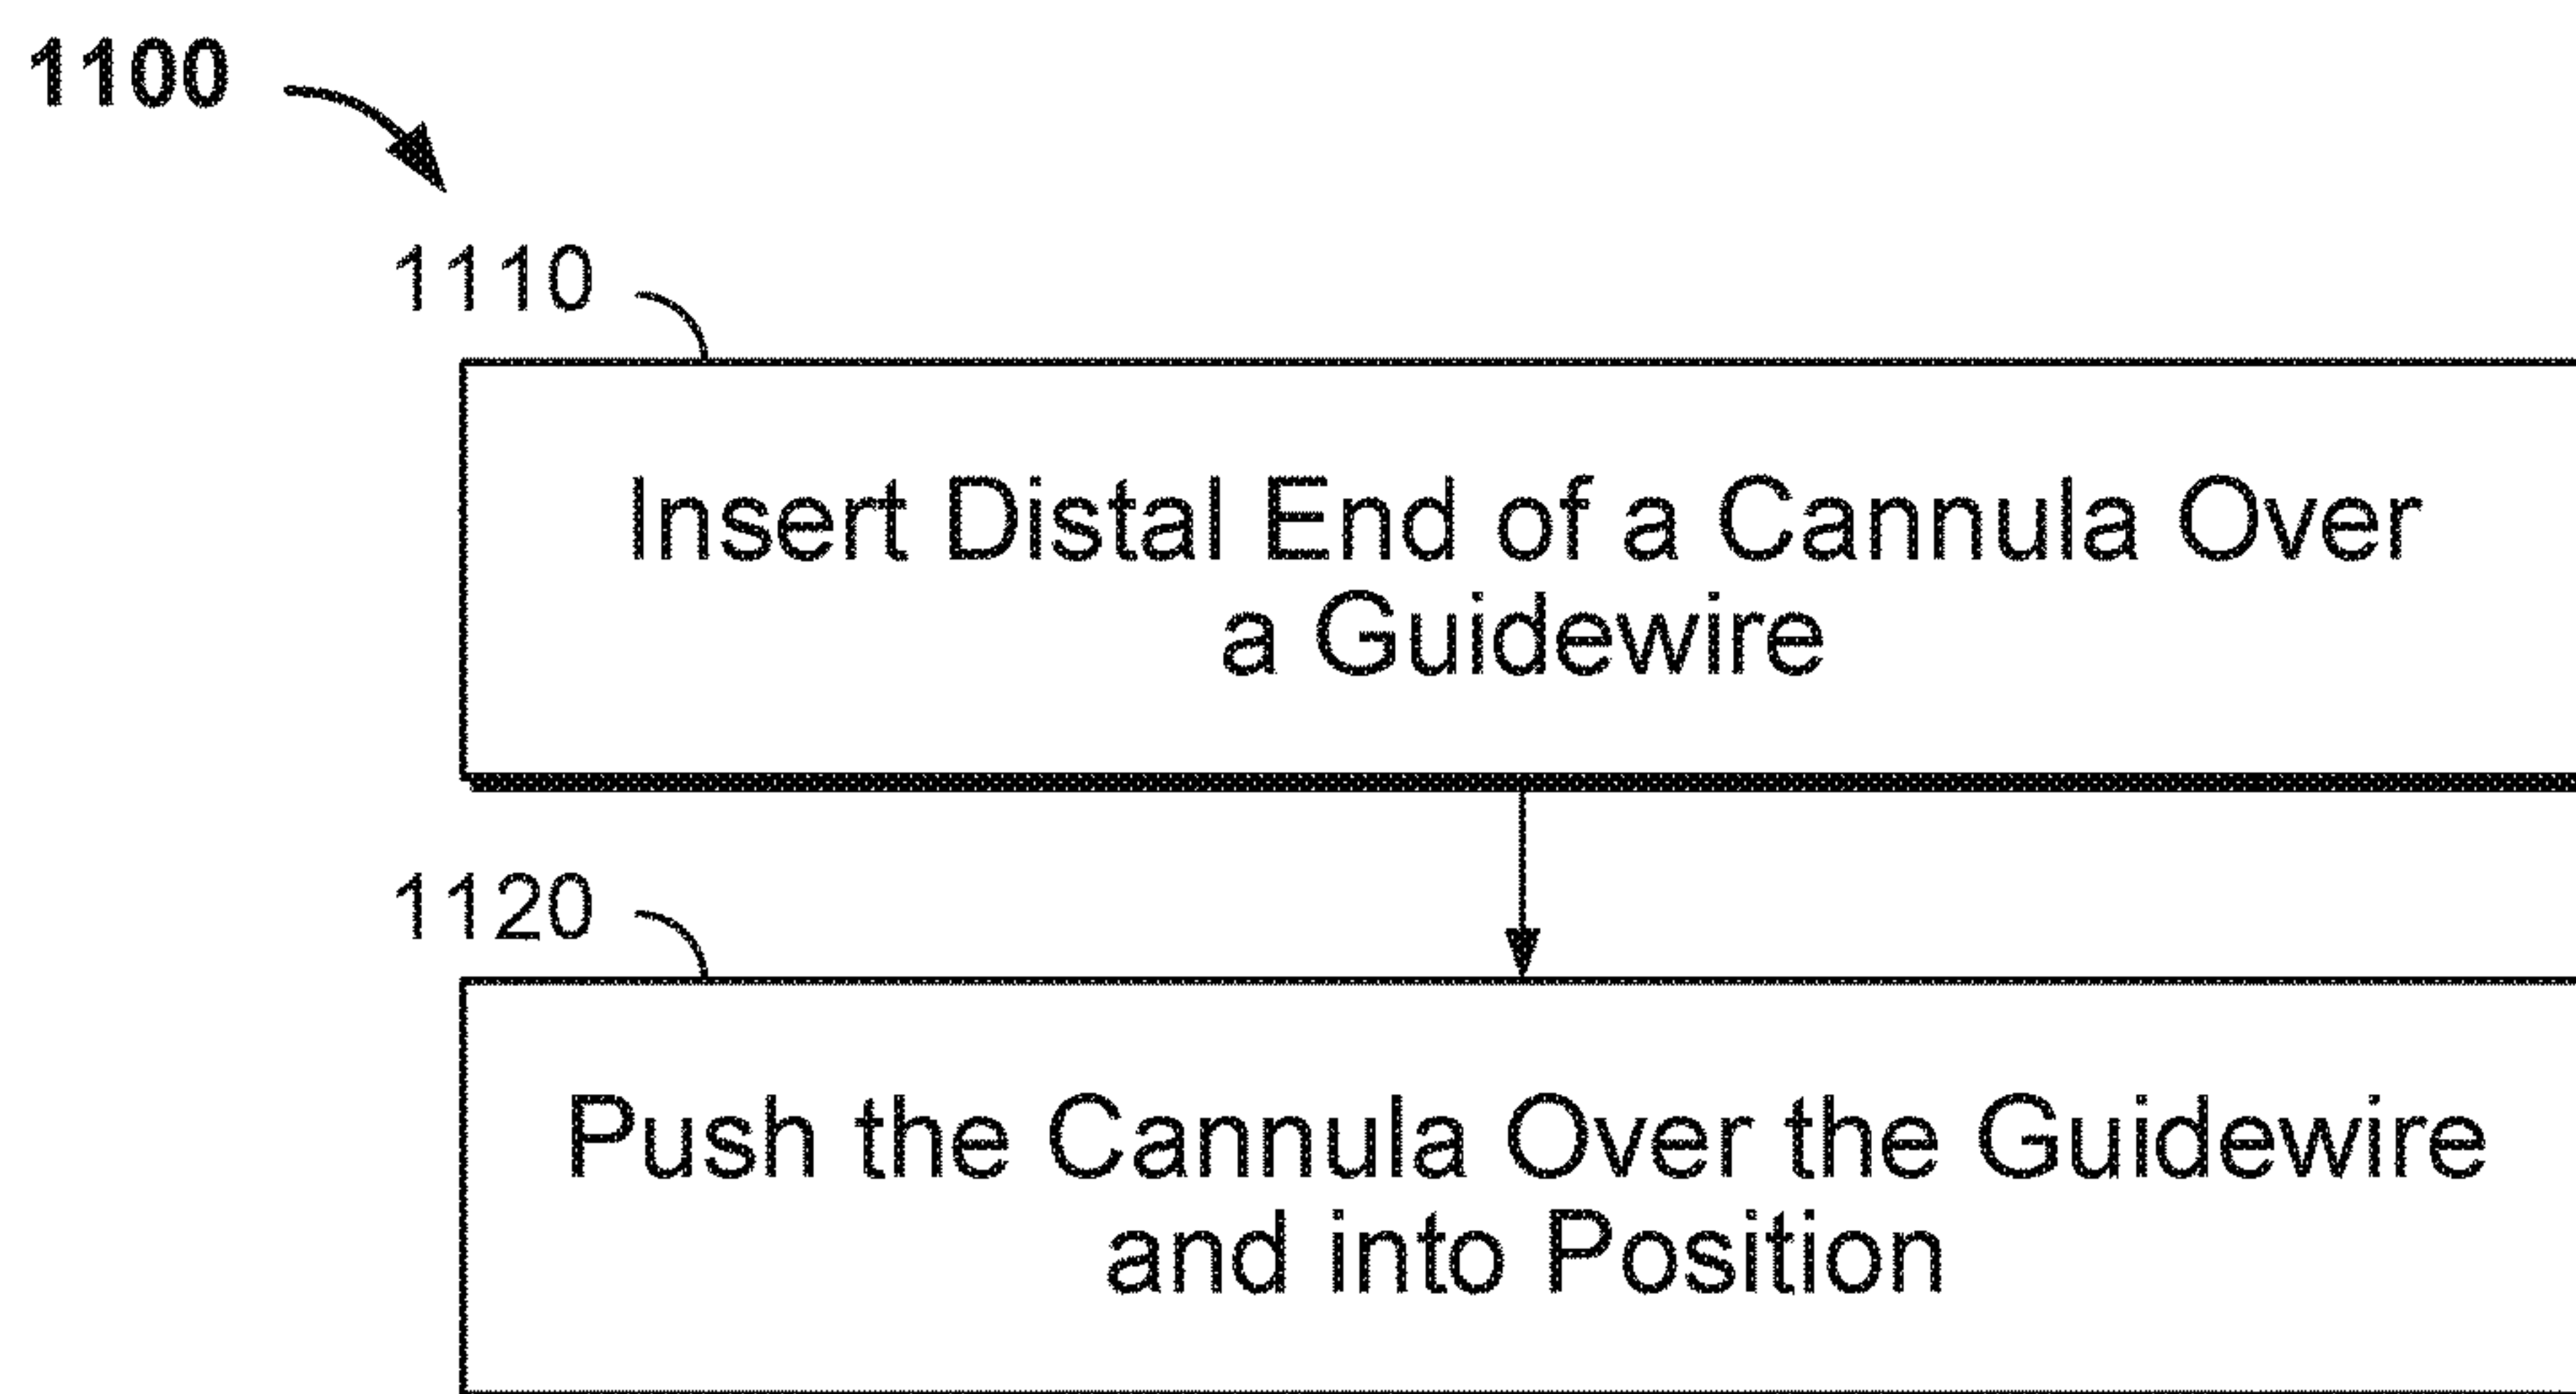 1100
1110
Insert Distal End of a Cannula Over
a Guidewire
1120
Push the Cannula Over the Guidewire
and into Position